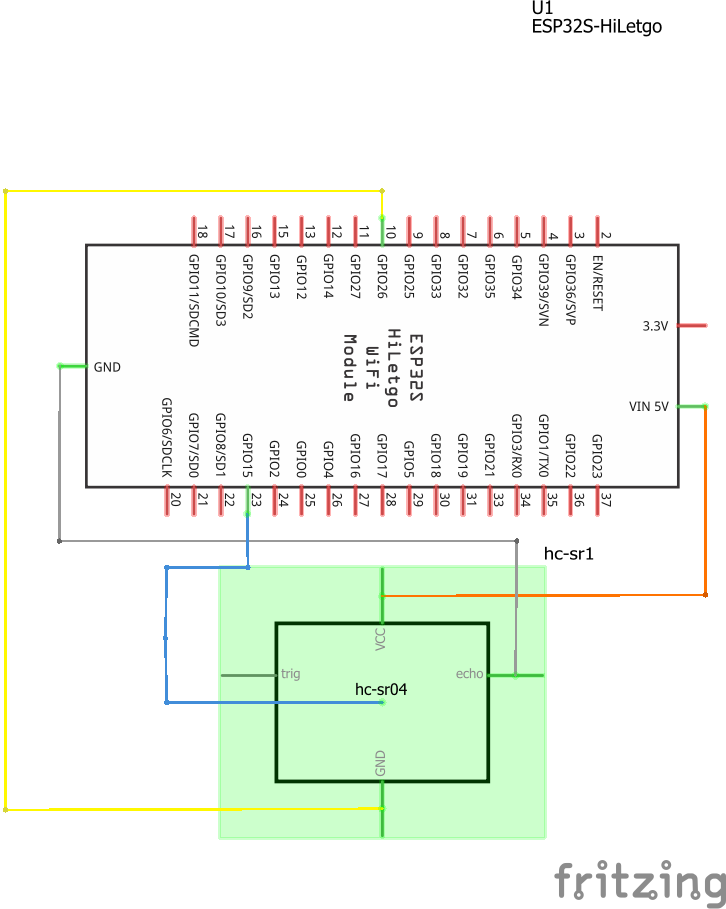 U1
ESP32S-HiLetgo
18
17
16
15
13
12
11
10
9
8
7
6
5
4
3
2
GPIO11/SDCMD
GPIO10/SD3
GPIO9/SD2
GPIO13
GPIO12
GPIO14
GPIO27
GPIO26
GPIO25
GPIO33
GPIO32
GPIO35
GPIO34
GPIO39/SVN
GPIO36/SVP
EN/RESET
3.3V
ESP32S
HiLetgo
WiFi
Module
GND
VIN 5V
GPIO6/SDCLK
GPIO7/SD0
GPIO8/SD1
GPIO15
GPIO2
GPIO0
GPIO4
GPIO16
GPIO17
GPIO5
GPIO18
GPIO19
GPIO21
GPIO3/RX0
GPIO1/TX0
GPIO22
GPIO23
20
21
22
23
24
25
26
27
28
29
30
31
33
34
35
36
37
hc-sr1
VCC
trig
echo
hc-sr04
GND
fritzing